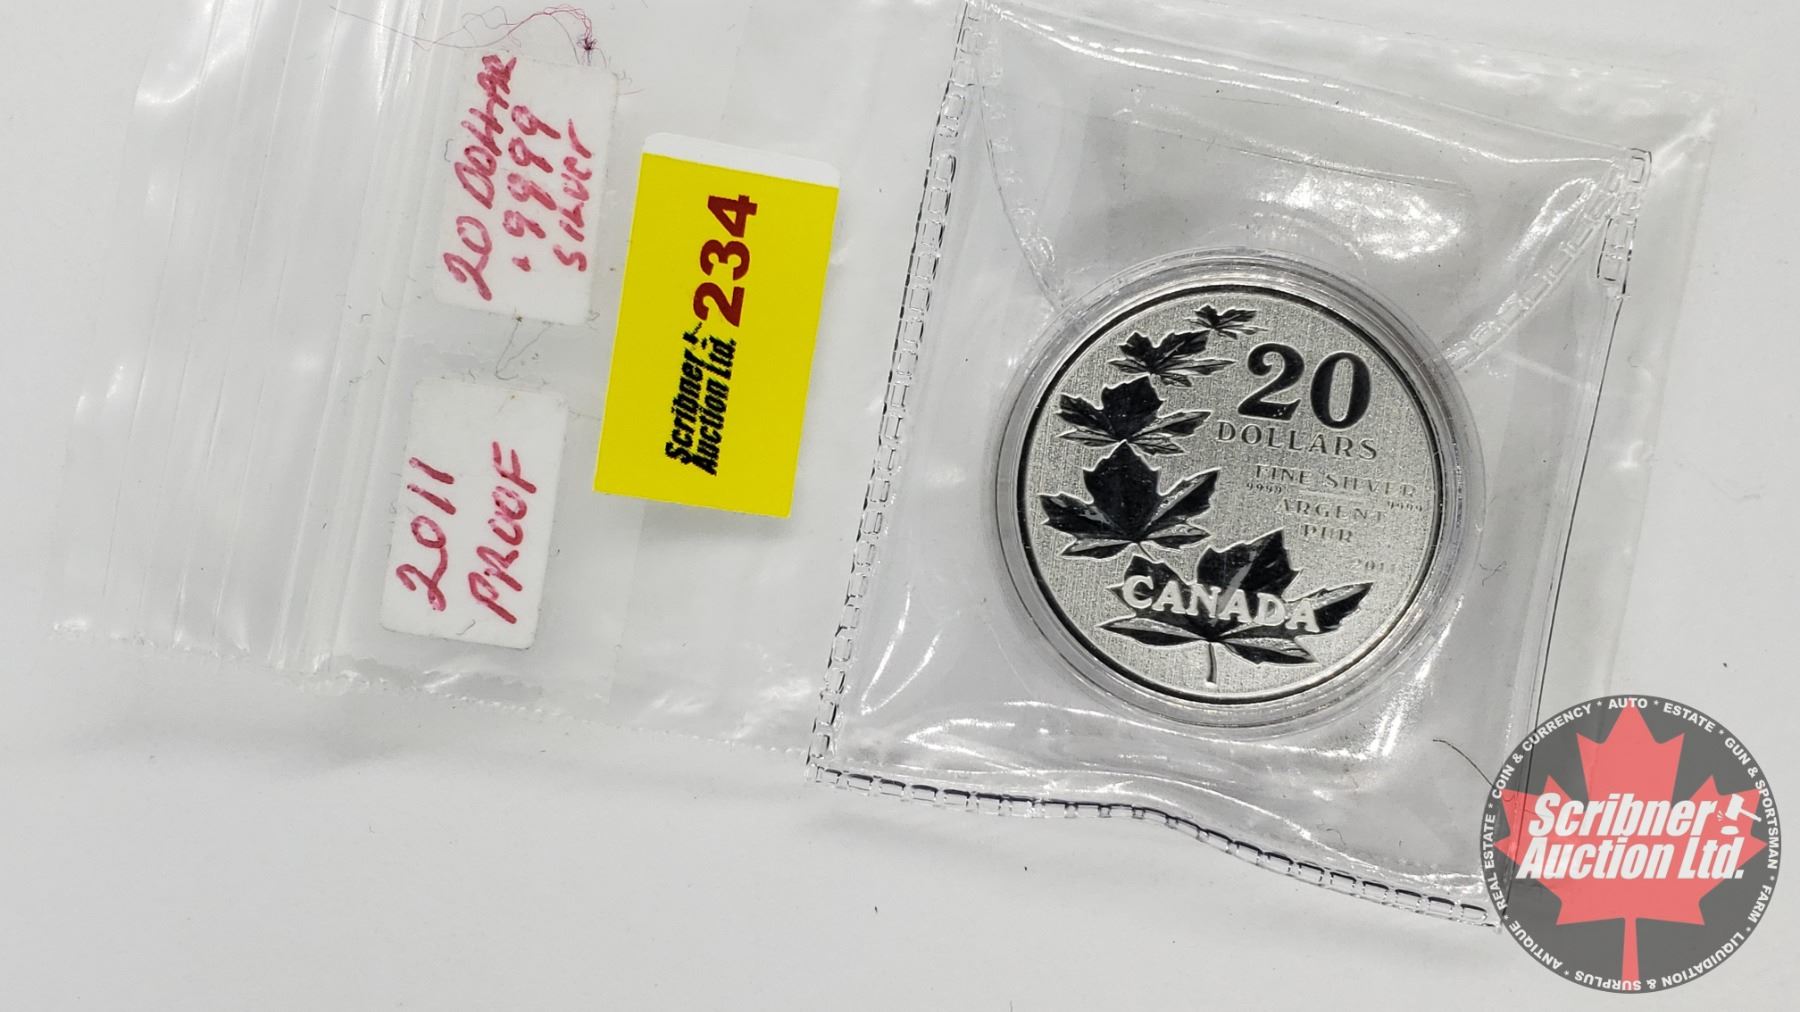 20 DOLLAR
.9999
SILVER
2011
PROOF
234
Scribner
Auction Ltd.
20
DOLLARS
FINE SILVER
9999 9999
ARGENT
PUR
2011
CANADA
Scribner
Auction Ltd.
REAL ESTATE * COIN & CURRENCY * AUTO * ESTATE * GUN & SPORTSMAN * FARM * LIQUIDATION & SURPLUS * ANTIQUE *